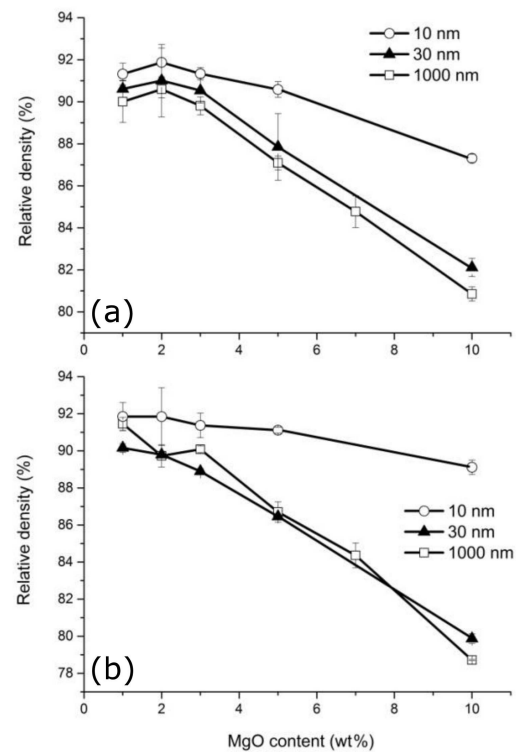 94
92
90
88
86
84
82
80
Relative density (%)
10 nm
30 nm
1000 nm
(a)
0 2 4 6 8 10
94
92
90
88
86
84
82
80
78
Relative density (%)
10 nm
30 nm
1000 nm
(b)
0 2 4 6 8 10
MgO content (wt%)